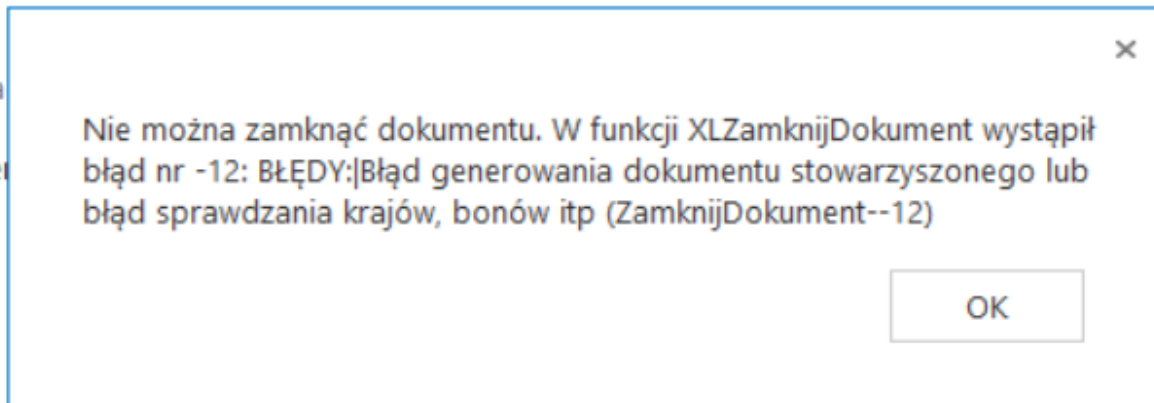 Nie można zamknąć dokumentu. W funkcji XLZamknijDokument wystąpił
błąd nr -12: BŁĘDY:|Błąd generowania dokumentu stowarzyszonego lub
błąd sprawdzania krajów, bonów itp (ZamknijDokument--12)
OK